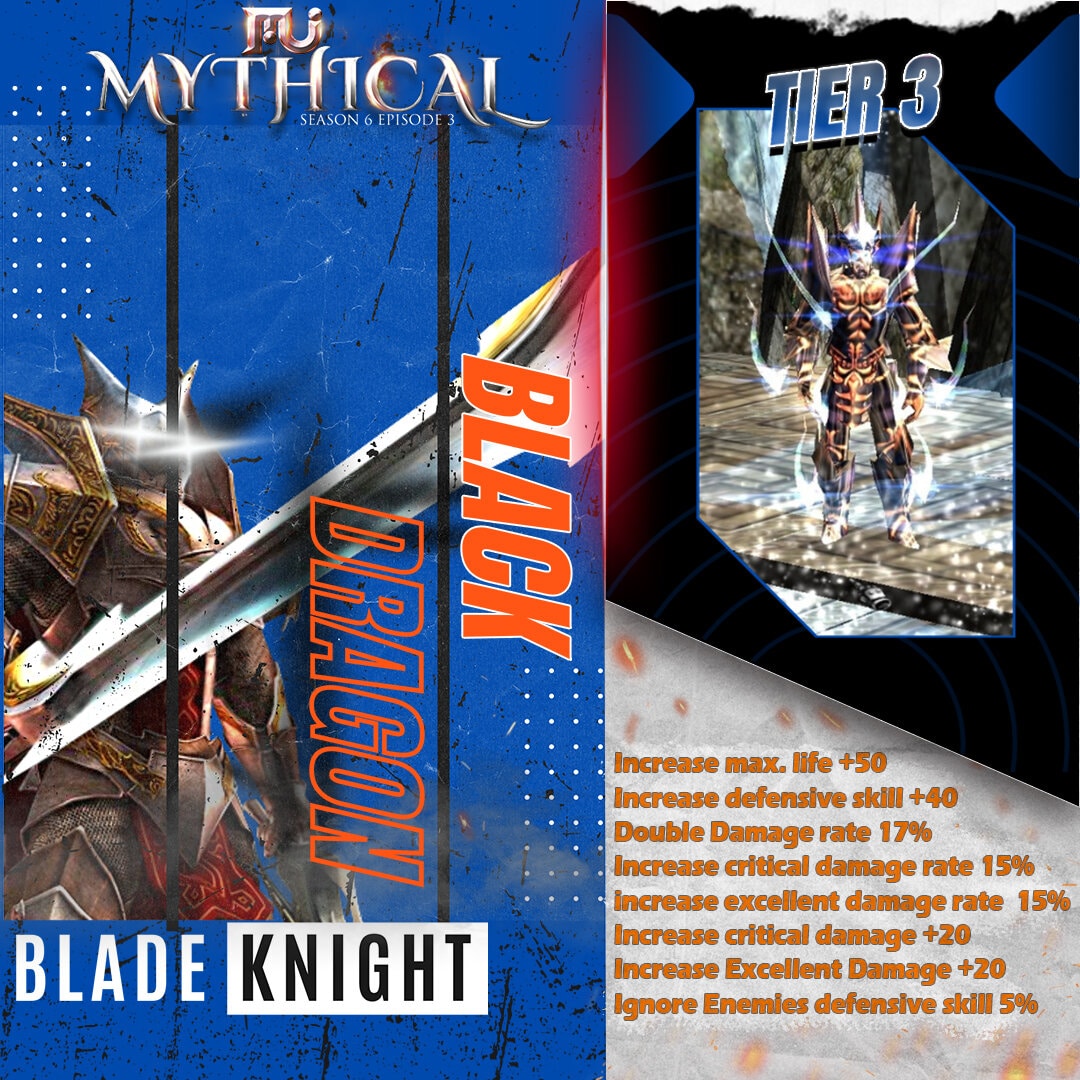 MU
MYTHICAL
SEASON 6 EPISODE 3
BLACK
DRAGON
BLADE KNIGHT
TIER 3
Increase max. life +50
Increase defensive skill +40
Double Damage rate 17%
Increase critical damage rate 15%
increase excellent damage rate 15%
Increase critical damage +20
Increase Excellent Damage +20
Ignore Enemies defensive skill 5%